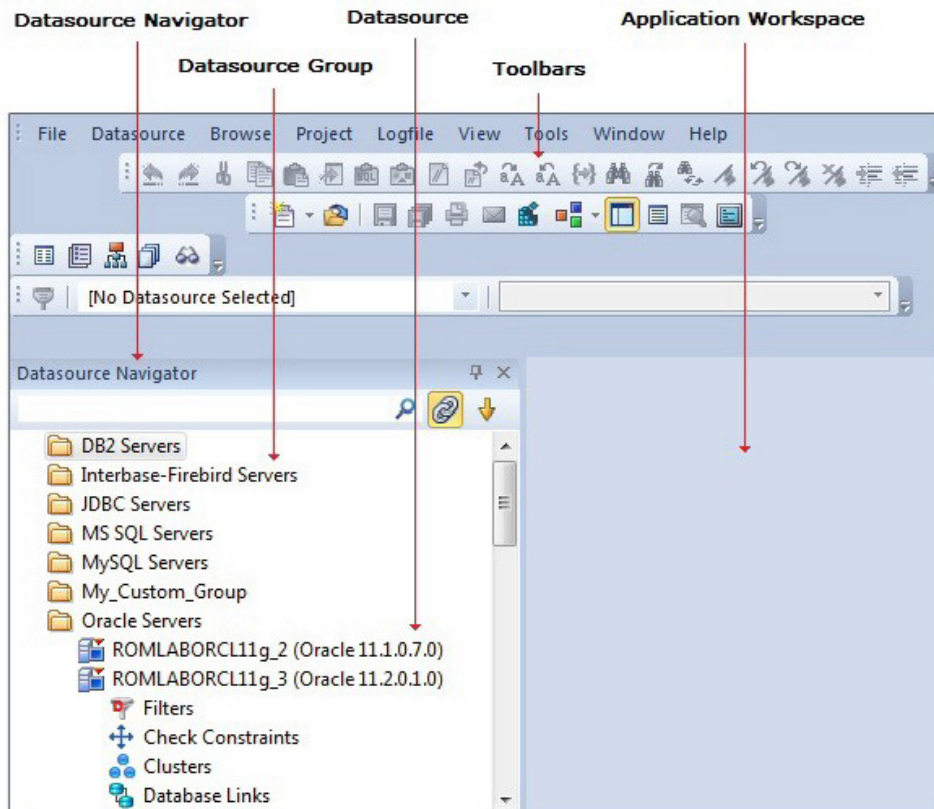 Datasource Navigator Datasource Application Workspace
Datasource Group Toolbars
File Datasource Browse Project Logfile View Tools Window Help
[No Datasource Selected]
Datasource Navigator
DB2 Servers
Interbase-Firebird Servers
JDBC Servers
MS SQL Servers
MySQL Servers
My_Custom_Group
Oracle Servers
ROMLABORCL11g_2 (Oracle 11.1.0.7.0)
ROMLABORCL11g_3 (Oracle 11.2.0.1.0)
Filters
Check Constraints
Clusters
Database Links